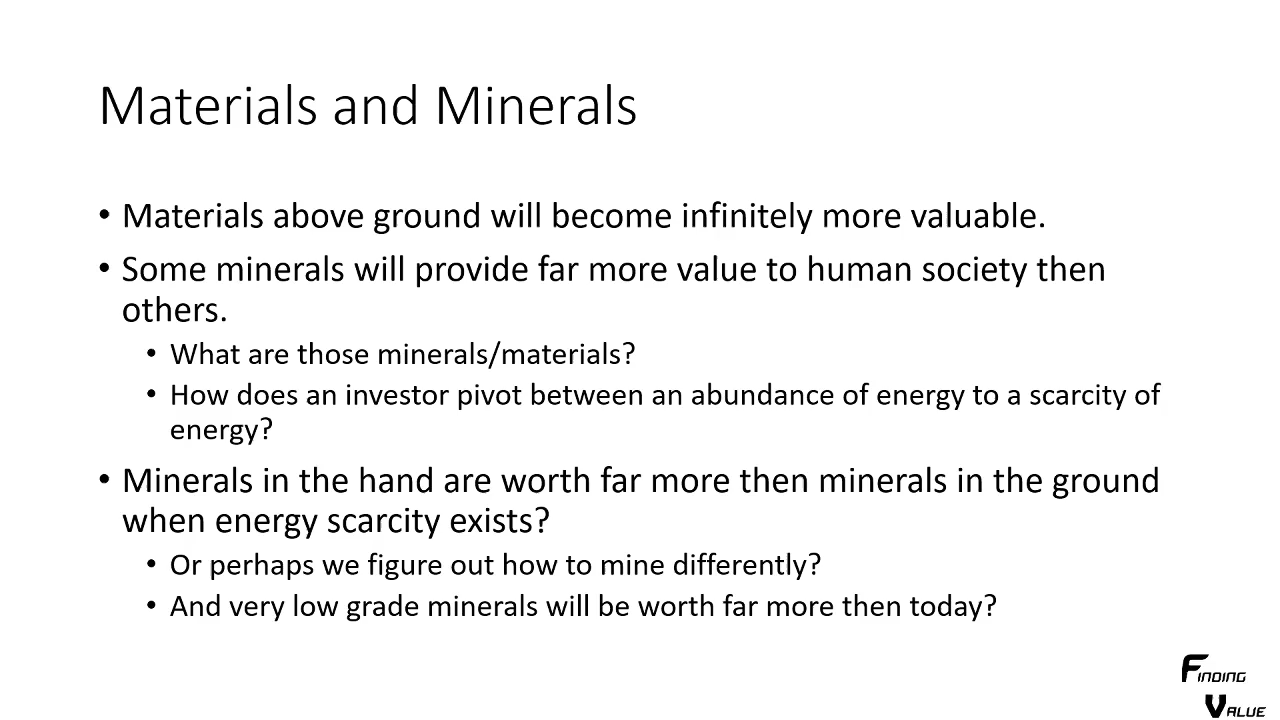 Materials and Minerals
• Materials above ground will become infinitely more valuable.
• Some minerals will provide far more value to human society then
others.
• What are those minerals/materials?
• How does an investor pivot between an abundance of energy to a scarcity of
energy?
• Minerals in the hand are worth far more then minerals in the ground
when energy scarcity exists?
• Or perhaps we figure out how to mine differently?
• And very low grade minerals will be worth far more then today?
Finding
Value